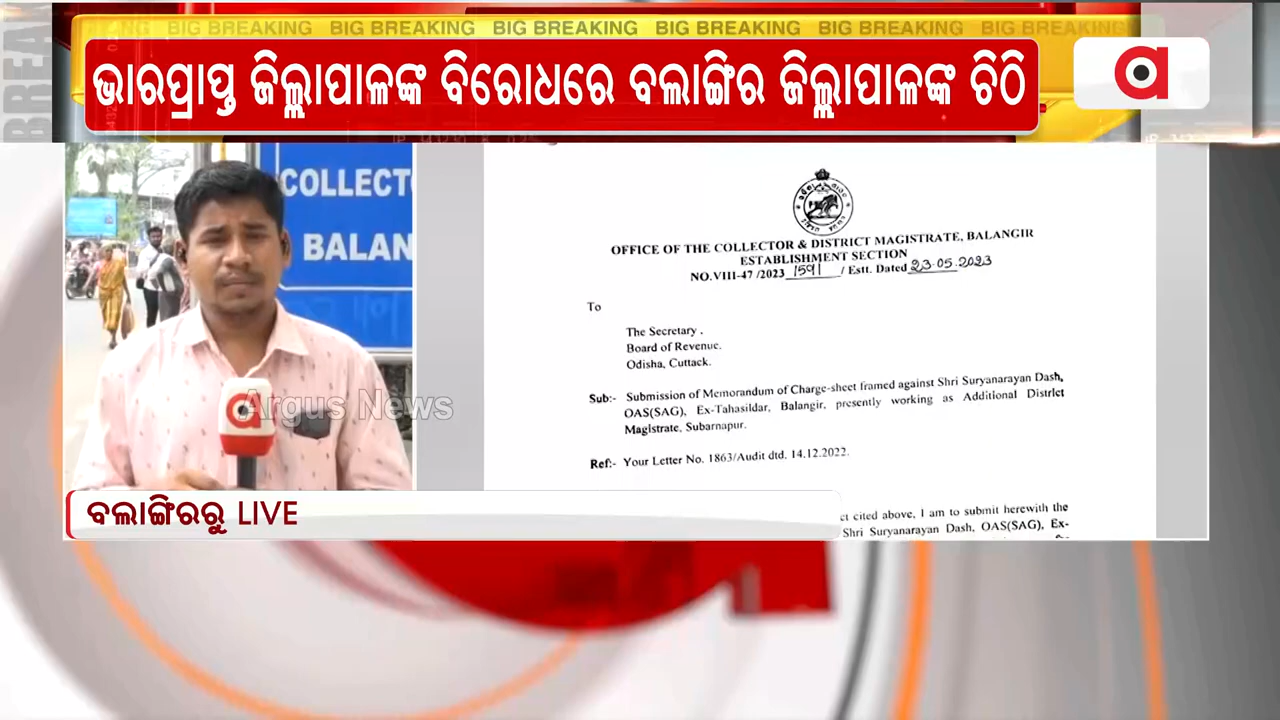 BIG BREAKING BIG BREAKING BIG BREAKING BIG BREAKING BIG BREAKING BIG BREAKING
ଭାରପ୍ରାପ୍ତ ଜିଲ୍ଲାପାଳଙ୍କ ବିରୋଧରେ ବଲାଙ୍ଗିର ଜିଲ୍ଲାପାଳଙ୍କ ଚିଠି
a
BREAK
COLLECTO
BALAN
OFFICE OF THE COLLECTOR & DISTRICT MAGISTRATE, BALANGIR
ESTABLISHMENT SECTION
NO.VIII-47 /2023 1591 / Estt. Dated 23.05.2023
To
The Secretary .
Board of Revenue.
Odisha, Cuttack.
Sub:- Submission of Memorandum of Charge-sheet framed against Shri Suryanarayan Dash,
OAS(SAG), Ex-Tahasildar, Balangir, presently working as Additional District
Magistrate, Subarnapur.
Ref:- Your Letter No. 1863/Audit dtd. 14.12.2022.
ct cited above, I am to submit herewith the
Shri Suryanarayan Dash, OAS(SAG), Ex-
a
Argus News
ବଲାଙ୍ଗିରରୁ LIVE